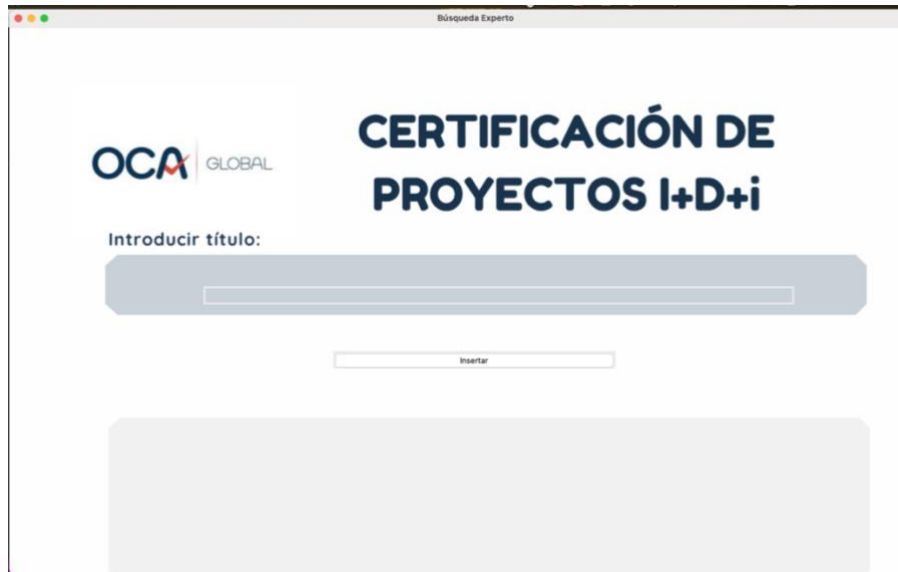 Búsqueda Experto
CERTIFICACIÓN DE
PROYECTOS I+D+i
OCA GLOBAL
Introducir título:
Insertar